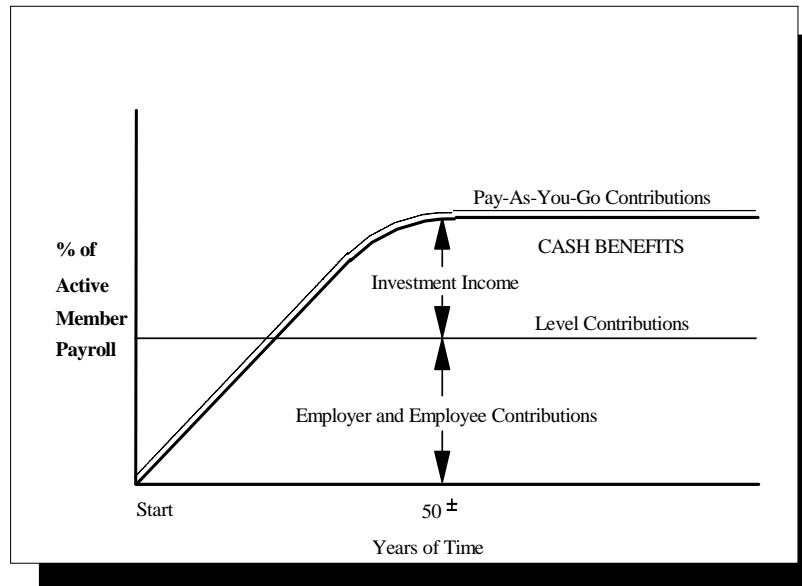 Pay-As-You-Go Contributions
CASH BENEFITS
% of
Active
Member
Payroll
Investment Income
Level Contributions
Employer and Employee Contributions
Start
50 ±
Years of Time